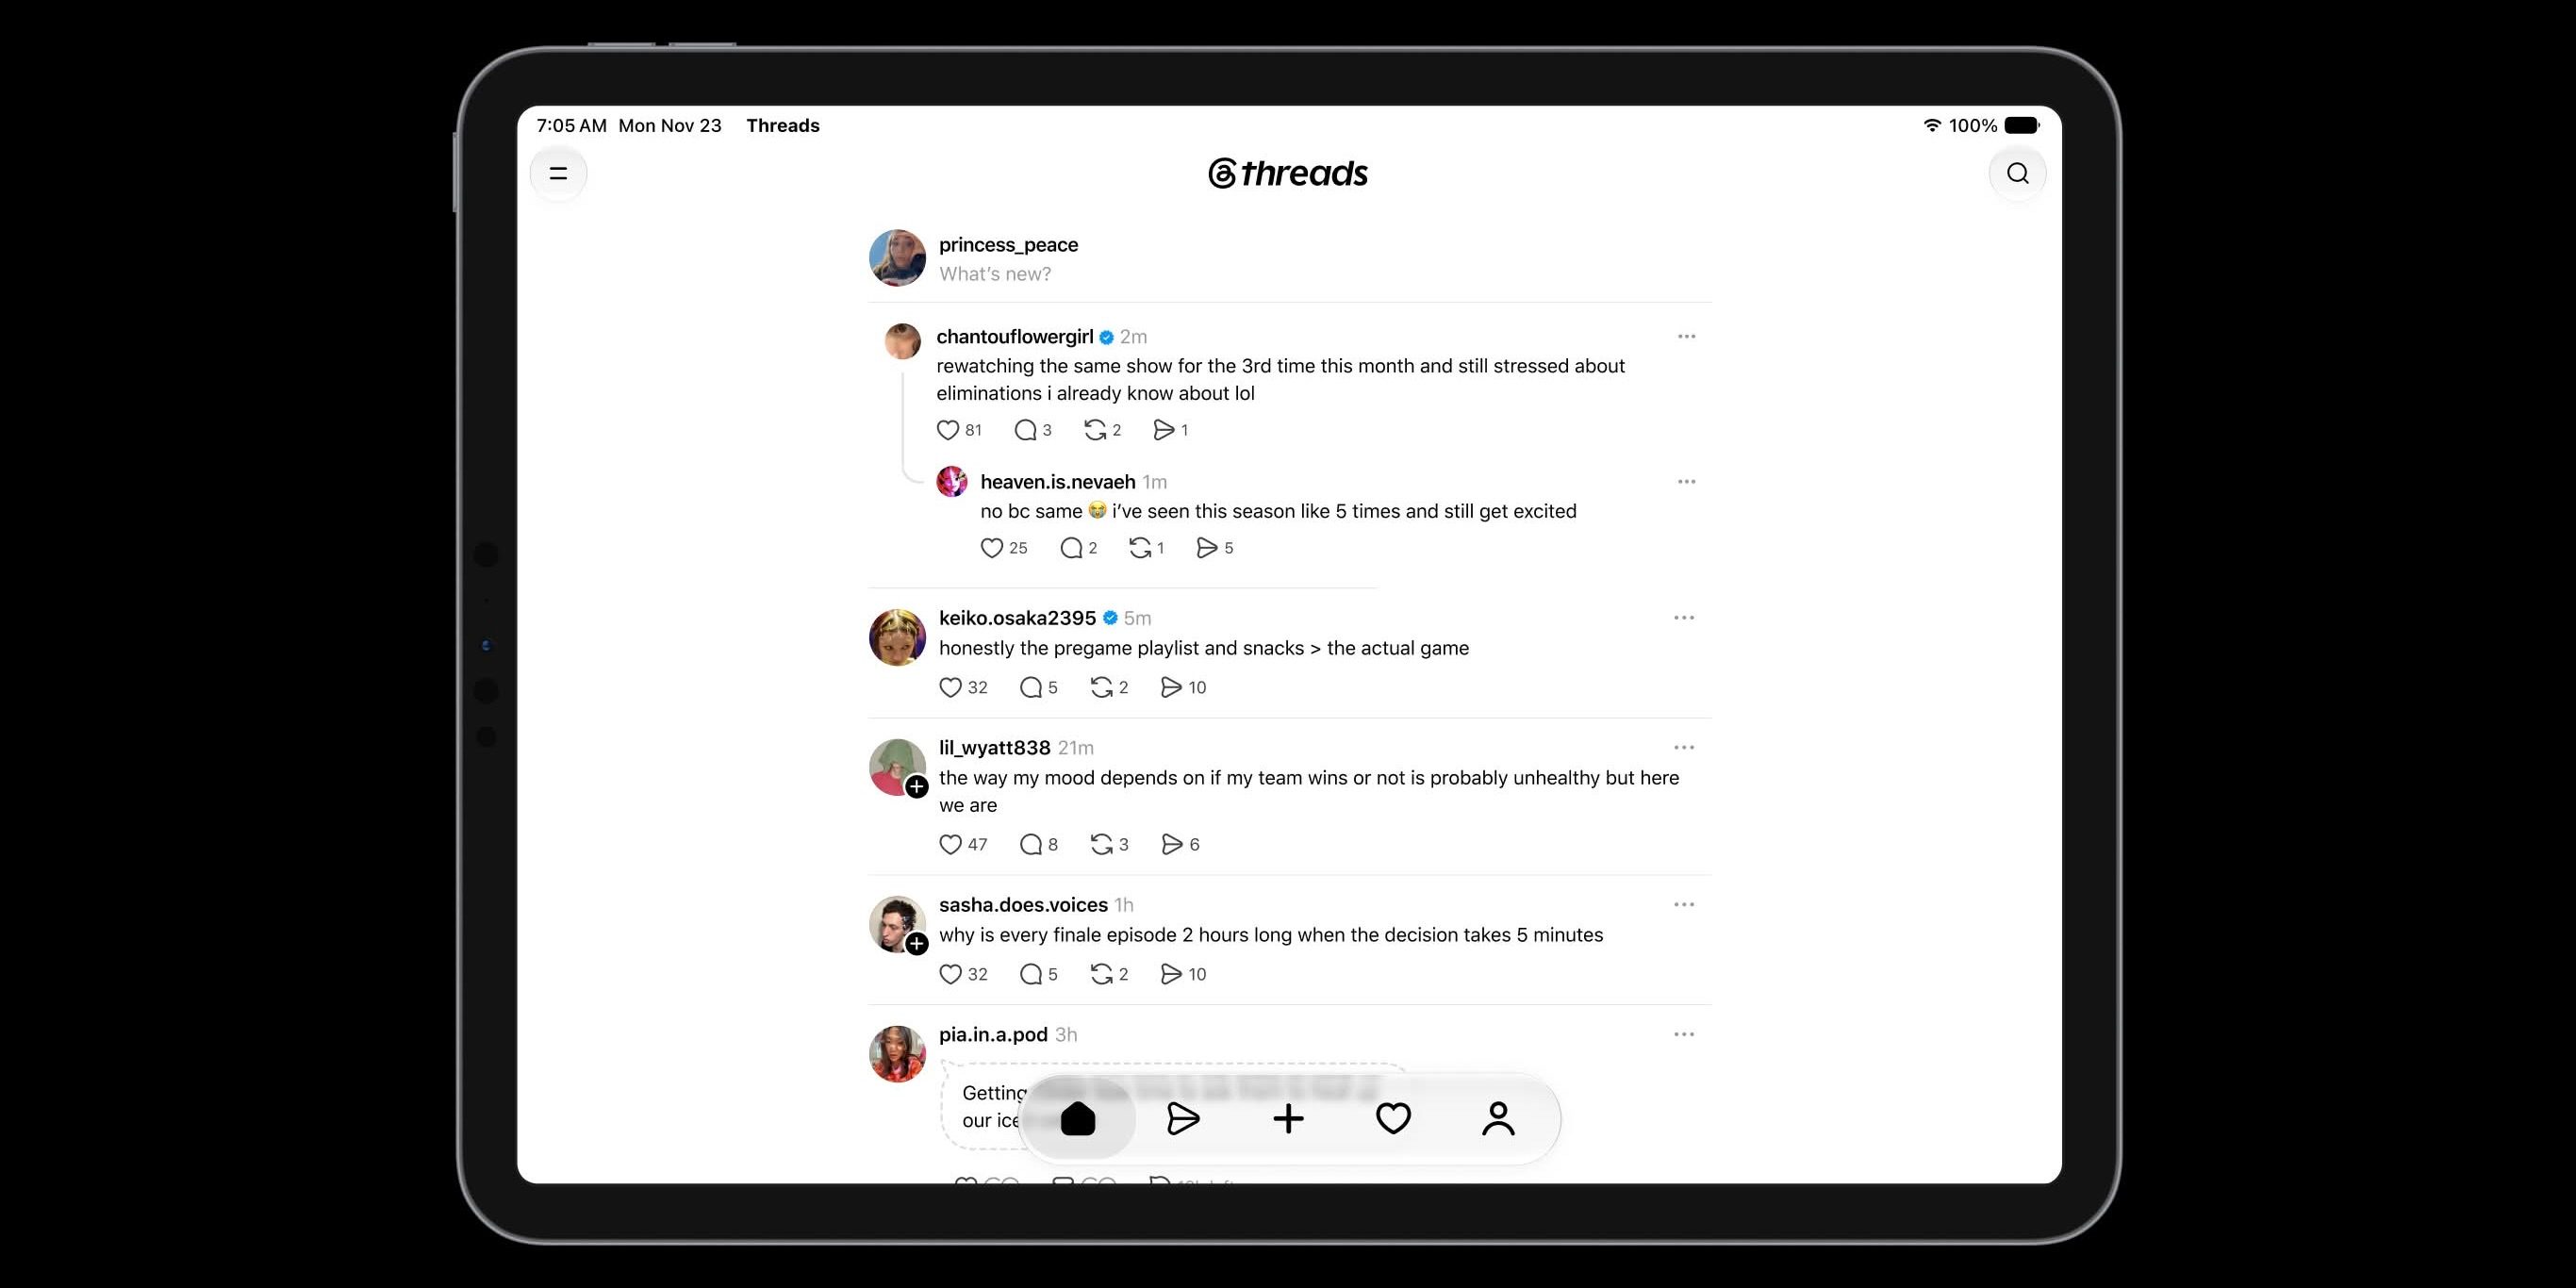 7:05 AM Mon Nov 23 Threads
100%
threads
princess_peace
What's new?
chantouflowergirl 2m
rewatching the same show for the 3rd time this month and still stressed about
eliminations i already know about lol
81 3 2 1
heaven.is.nevaeh 1m
no bc same 😭 i've seen this season like 5 times and still get excited
25 2 1 5
keiko.osaka2395 5m
honestly the pregame playlist and snacks > the actual game
32 5 2 10
lil_wyatt838 21m
the way my mood depends on if my team wins or not is probably unhealthy but here
we are
47 8 3 6
sasha.does.voices 1h
why is every finale episode 2 hours long when the decision takes 5 minutes
32 5 2 10
pia.in.a.pod 3h
Getting
our